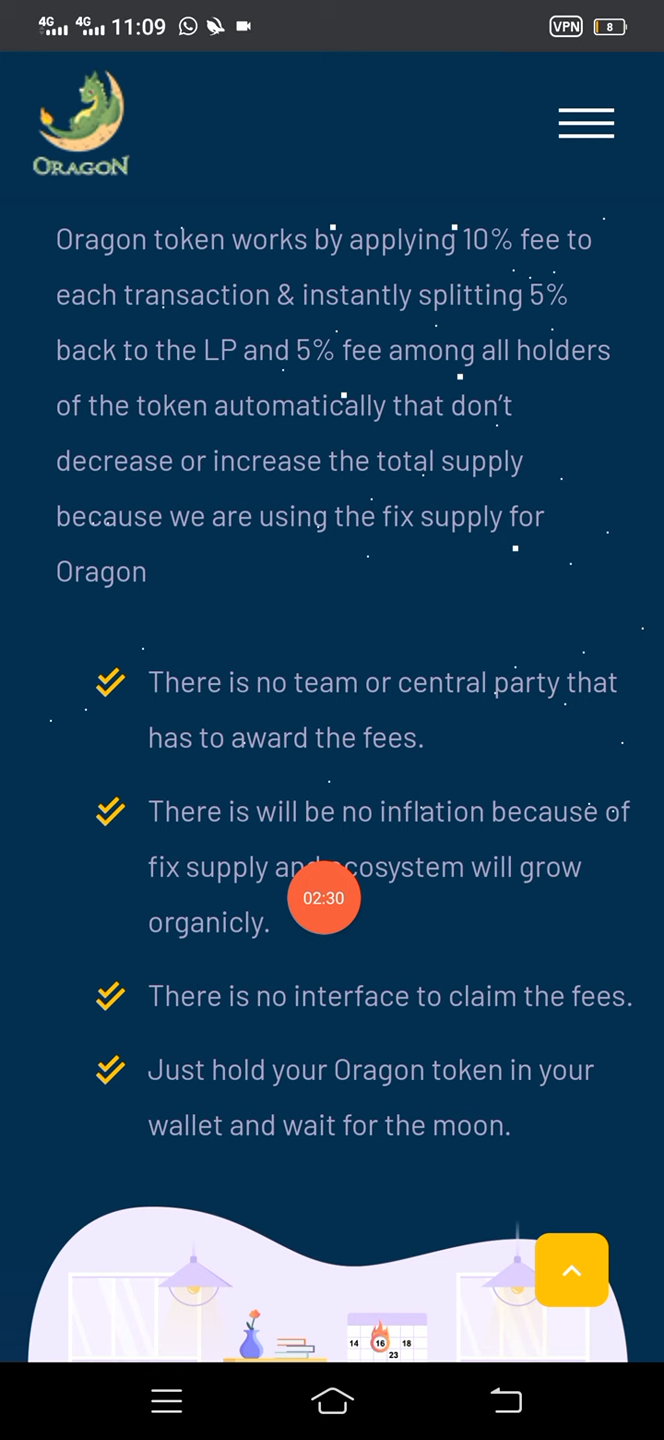 4G 4G 11:09 VPN 8
ORAGON
Oragon token works by applying 10% fee to
each transaction & instantly splitting 5%
back to the LP and 5% fee among all holders
of the token automatically that don't
decrease or increase the total supply
because we are using the fix supply for
Oragon
There is no team or central party that
has to award the fees.
There is will be no inflation because of
fix supply and ecosystem will grow
organicly.
02:30
There is no interface to claim the fees.
Just hold your Oragon token in your
wallet and wait for the moon.
14 16 18
23